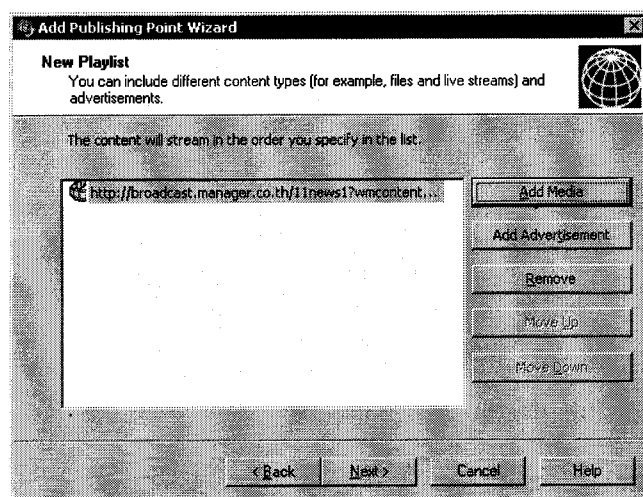 Add Publishing Point Wizard
New Playlist
You can include different content types (for example, files and live streams) and
advertisements.
The content will stream in the order you specify in the list.
http://broadcast.manager.co.th/11news1?wmcontent...
Add Media
Add Advertisement
Remove
Move Up
Move Down
< Back
Next >
Cancel
Help